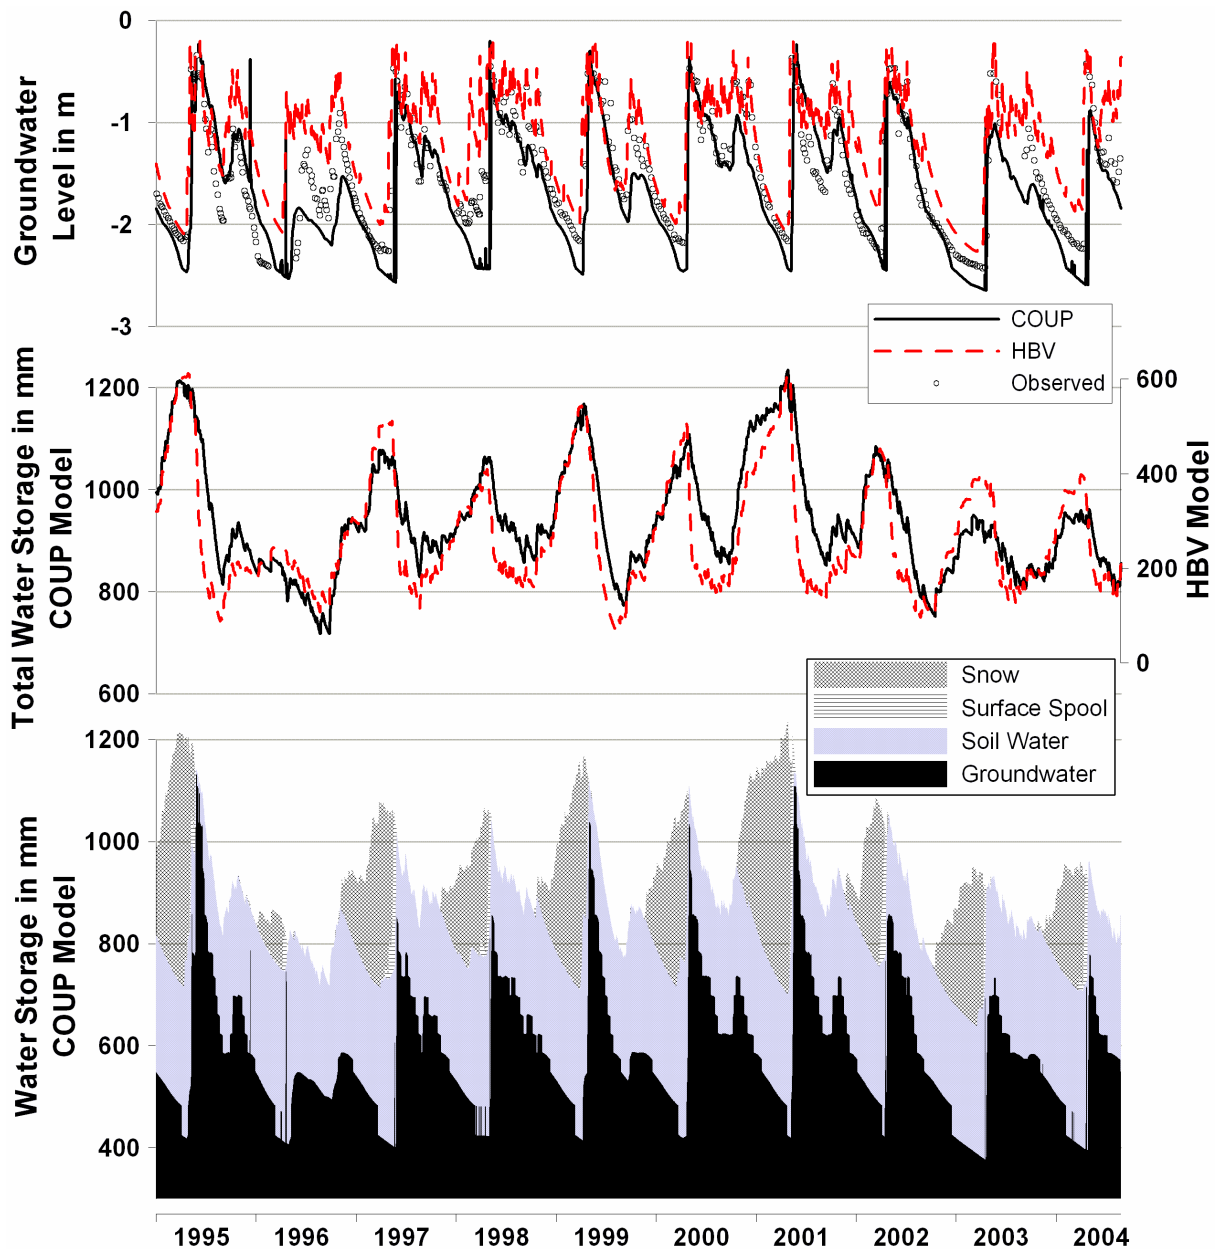 Groundwater
Level in m
0
-1
-2
-3
COUP
HBV
Observed
Total Water Storage in mm
COUP Model
1200
1000
800
600
600
400
200
0
HBV Model
Snow
Surface Spool
Soil Water
Groundwater
Water Storage in mm
COUP Model
1200
1000
800
600
400
1995 1996 1997 1998 1999 2000 2001 2002 2003 2004